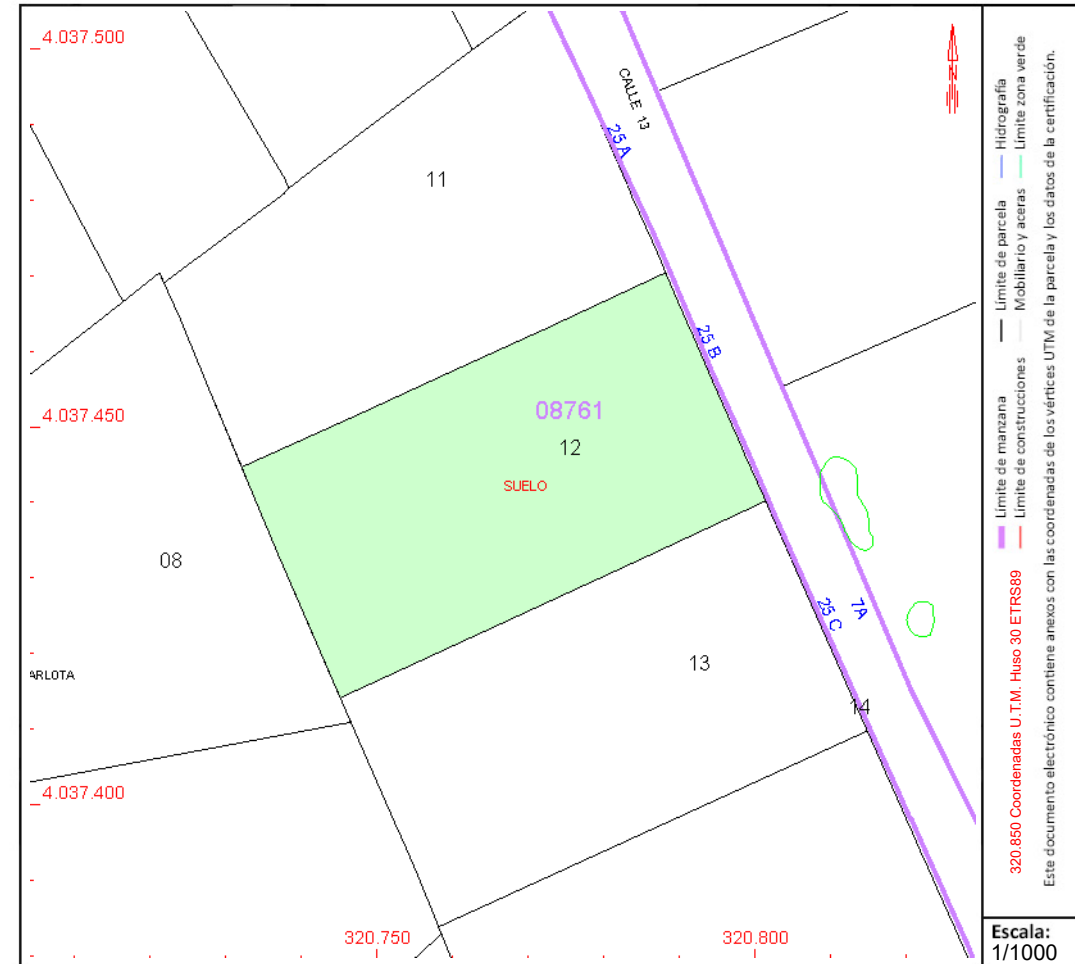 4.037.500
CALLE 13
25 A
11
25 B
4.037.450
08761
12
SUELO
08
25 C
7A
13
ARLOTA
14
4.037.400
320.750
320.800
N
Límite de manzana
Límite de parcela
Hidrografía
Límite de construcciones
Mobiliario y aceras
Límite zona verde
320.850 Coordenadas U.T.M. Huso 30 ETRS89
Este documento electrónico contiene anexos con las coordenadas de los vértices UTM de la parcela y los datos de la certificación.
Escala:
1/1000